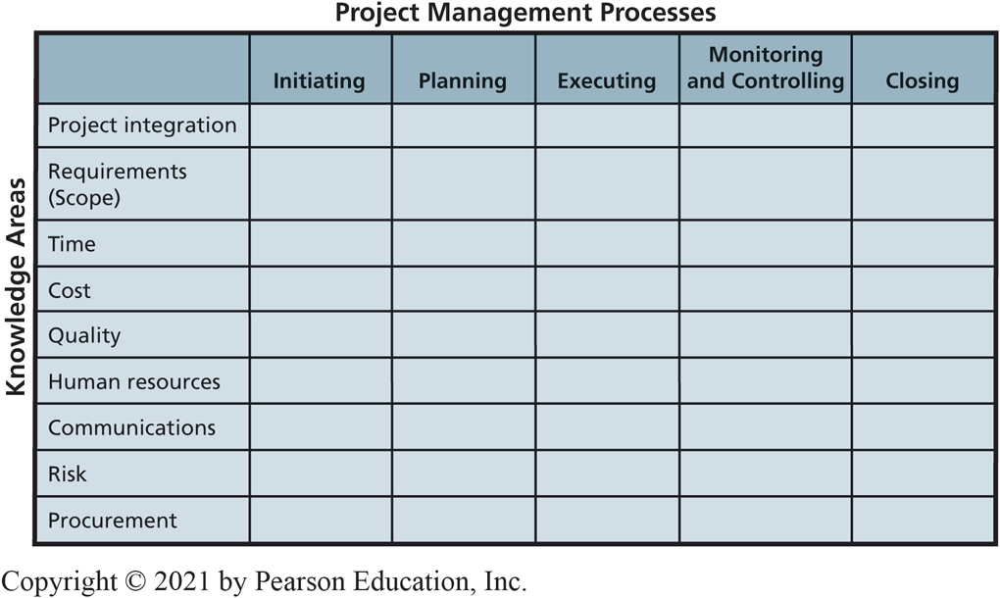 Project Management Processes
Initiating
Planning
Executing
Monitoring
and Controlling
Closing
Knowledge Areas
Project integration
Requirements
(Scope)
Time
Cost
Quality
Human resources
Communications
Risk
Procurement
Copyright © 2021 by Pearson Education, Inc.